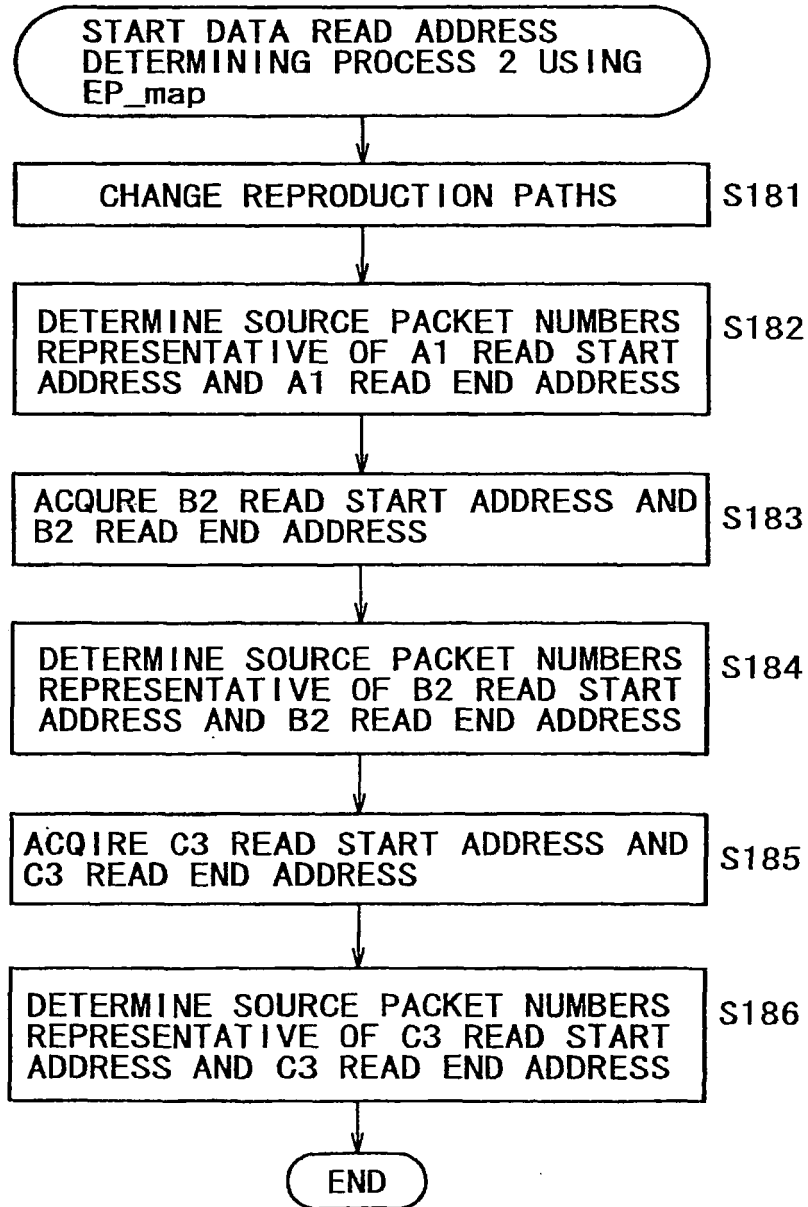 START DATA READ ADDRESS
DETERMINING PROCESS 2 USING
EP_map
CHANGE REPRODUCTION PATHS
S181
DETERMINE SOURCE PACKET NUMBERS
REPRESENTATIVE OF A1 READ START
ADDRESS AND A1 READ END ADDRESS
S182
ACQURE B2 READ START ADDRESS AND
B2 READ END ADDRESS
S183
DETERMINE SOURCE PACKET NUMBERS
REPRESENTATIVE OF B2 READ START
ADDRESS AND B2 READ END ADDRESS
S184
ACQIRE C3 READ START ADDRESS AND
C3 READ END ADDRESS
S185
DETERMINE SOURCE PACKET NUMBERS
REPRESENTATIVE OF C3 READ START
ADDRESS AND C3 READ END ADDRESS
S186
END